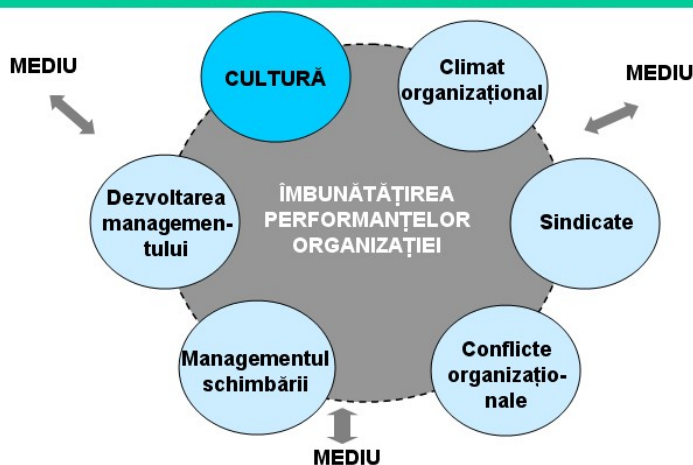 MEDIU
CULTURĂ
Climat
organizațional
MEDIU
Dezvoltarea
managemen-
tului
ÎMBUNĂTĂȚIREA
PERFORMANȚELOR
ORGANIZAȚIEI
Sindicate
Managementul
schimbării
Conflicte
organizațio-
nale
MEDIU